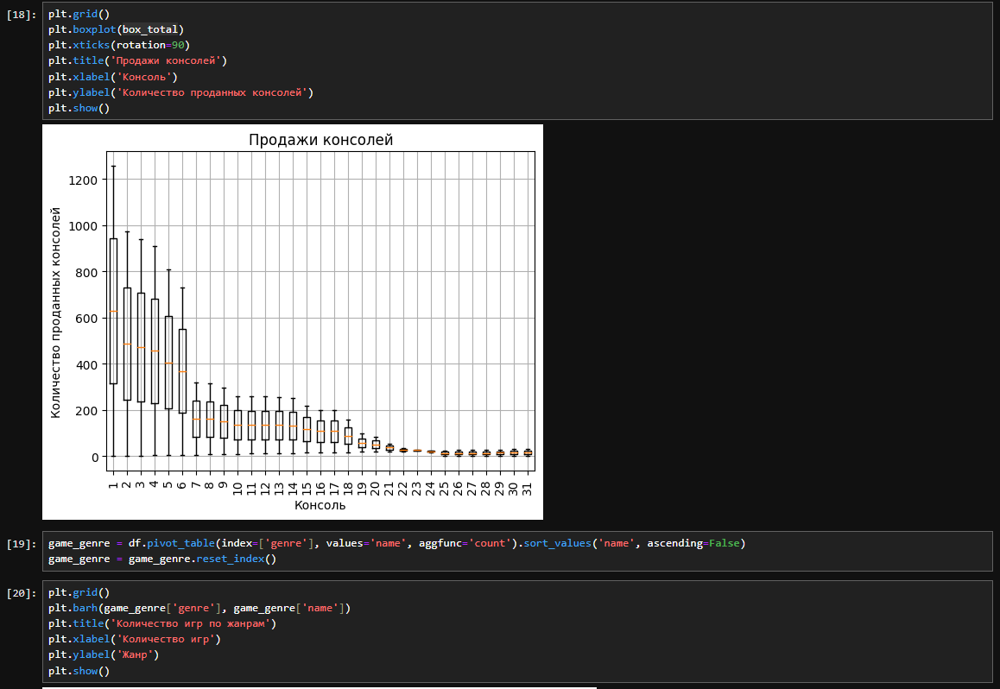 [18]:
plt.grid()
plt.boxplot(box_total)
plt.xticks(rotation=90)
plt.title('Продажи консолей')
plt.xlabel('Консоль')
plt.ylabel('Количество проданных консолей')
plt.show()
Продажи консолей
Количество проданных консолей
1200
1000
800
600
400
200
0
1 2 3 4 5 6 7 8 9 10 11 12 13 14 15 16 17 18 19 20 21 22 23 24 25 26 27 28 29 30 31
Консоль
[19]:
game_genre = df.pivot_table(index=['genre'], values='name', aggfunc='count').sort_values('name', ascending=False)
game_genre = game_genre.reset_index()
[20]:
plt.grid()
plt.barh(game_genre['genre'], game_genre['name'])
plt.title('Количество игр по жанрам')
plt.xlabel('Количество игр')
plt.ylabel('Жанр')
plt.show()